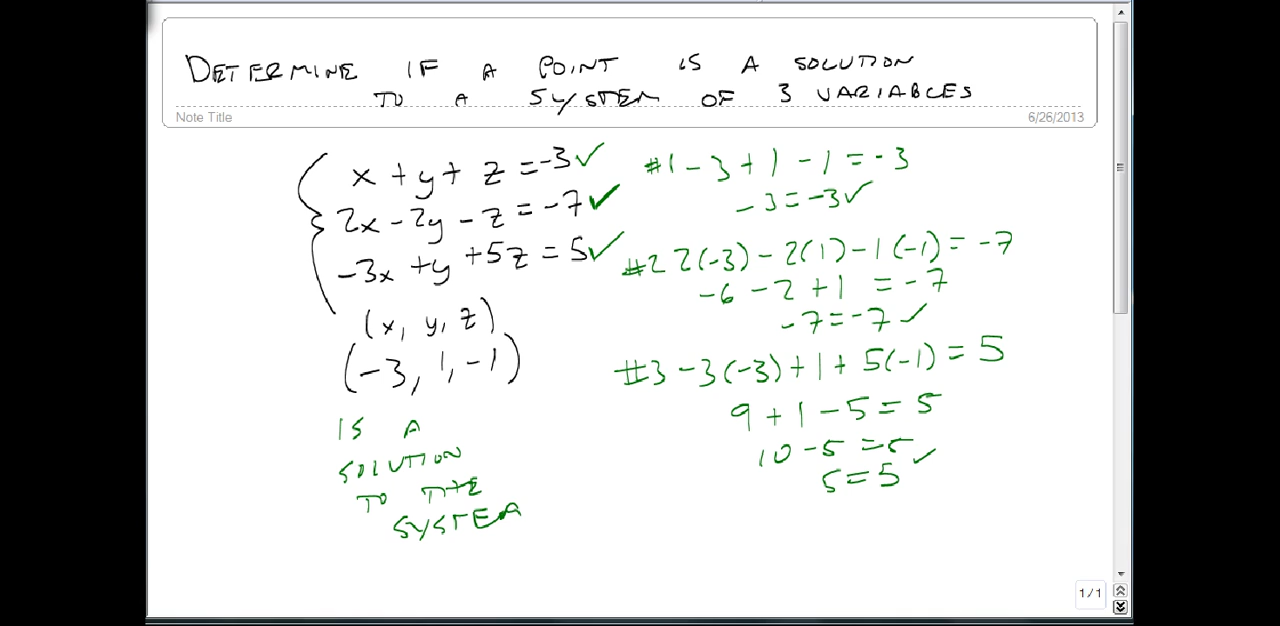 DETERMINE IF A POINT IS A SOLUTION
TO A SYSTEM OF 3 VARIABLES
Note Title
6/26/2013
x + y + z = -3 ✓
2x - 2y - z = -7 ✓
-3x + y + 5z = 5 ✓
(x, y, z)
(-3, 1, -1)
IS A
SOLUTION
TO THE
SYSTEM
#1 -3 + 1 - 1 = -3
-3 = -3 ✓
#2 2(-3) - 2(1) - 1(-1) = -7
-6 - 2 + 1 = -7
-7 = -7 ✓
#3 -3(-3) + 1 + 5(-1) = 5
9 + 1 - 5 = 5
10 - 5 = 5
5 = 5 ✓
1/1